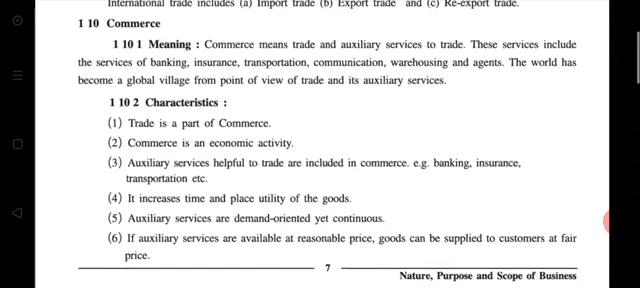 International trade includes (a) Import trade (b) Export trade and (c) Re-export trade.
1 10 Commerce
1 10 1 Meaning : Commerce means trade and auxiliary services to trade. These services include
the services of banking, insurance, transportation, communication, warehousing and agents. The world has
become a global village from point of view of trade and its auxiliary services.
1 10 2 Characteristics :
(1) Trade is a part of Commerce.
(2) Commerce is an economic activity.
(3) Auxiliary services helpful to trade are included in commerce. e.g. banking, insurance,
transportation etc.
(4) It increases time and place utility of the goods.
(5) Auxiliary services are demand-oriented yet continuous.
(6) If auxiliary services are available at reasonable price, goods can be supplied to customers at fair
price.
7
Nature, Purpose and Scope of Business